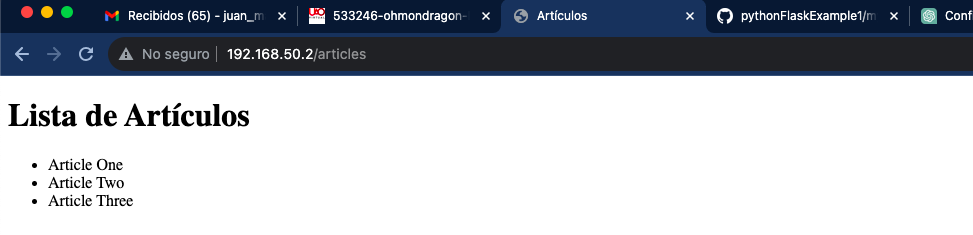 Recibidos (65) - juan_m
533246-ohmondragon-
Artículos
pythonFlaskExample1/m
Conf
No seguro
192.168.50.2/articles
Lista de Artículos
Article One
Article Two
Article Three